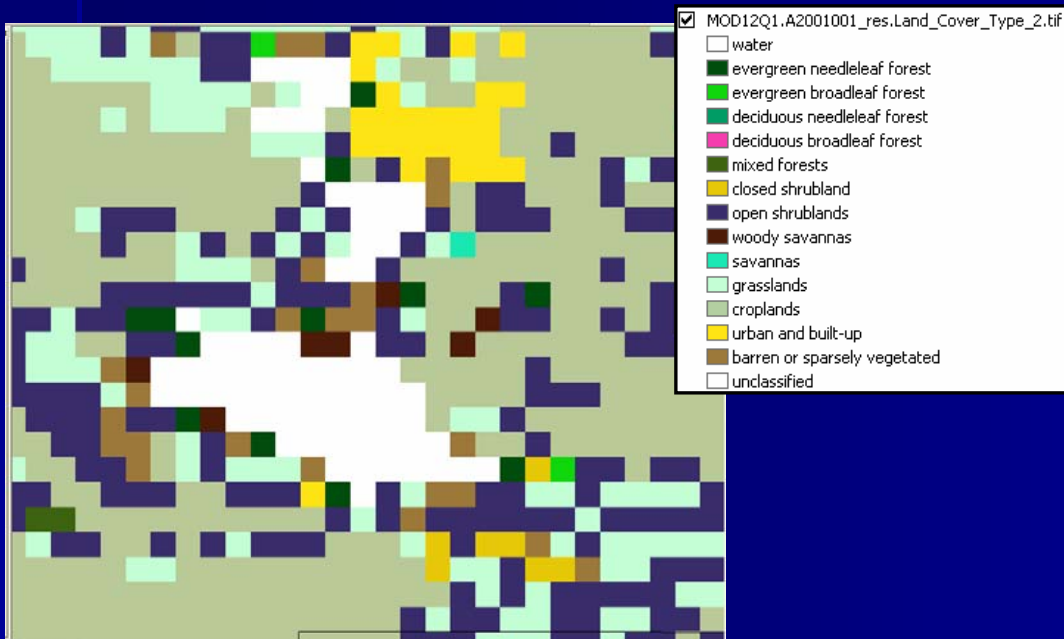 MOD12Q1.A2001001_res.Land_Cover_Type_2.tif
water
evergreen needleleaf forest
evergreen broadleaf forest
deciduous needleleaf forest
deciduous broadleaf forest
mixed forests
closed shrubland
open shrublands
woody savannas
savannas
grasslands
croplands
urban and built-up
barren or sparsely vegetated
unclassified